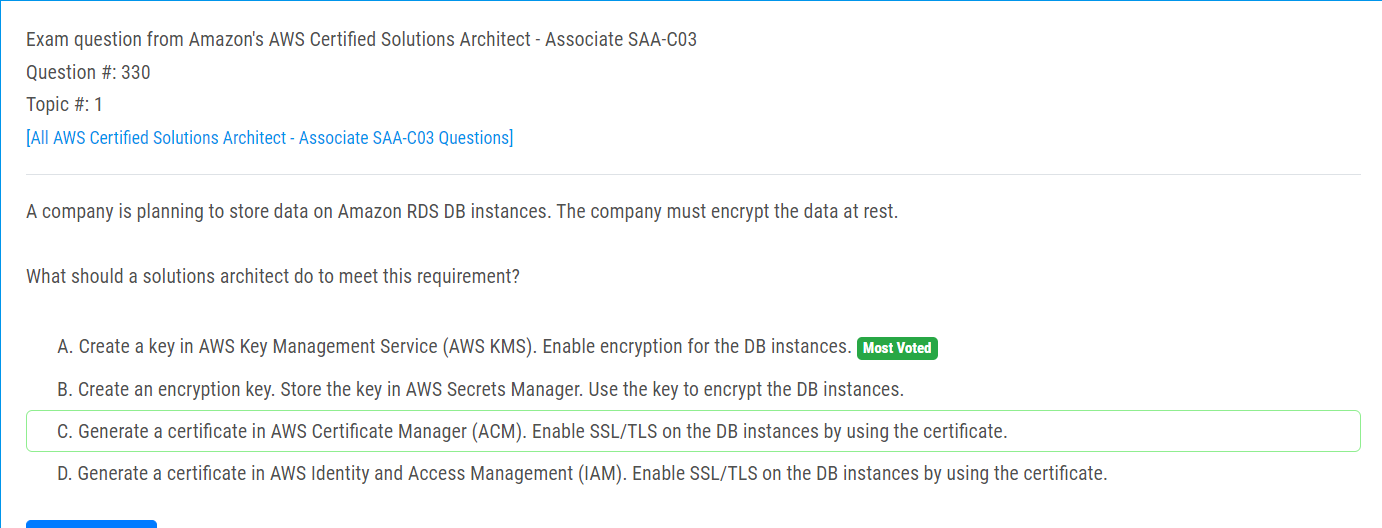 Exam question from Amazon's AWS Certified Solutions Architect - Associate SAA-C03
Question #: 330
Topic #: 1
[All AWS Certified Solutions Architect - Associate SAA-C03 Questions]
A company is planning to store data on Amazon RDS DB instances. The company must encrypt the data at rest.
What should a solutions architect do to meet this requirement?
A. Create a key in AWS Key Management Service (AWS KMS). Enable encryption for the DB instances. Most Voted
B. Create an encryption key. Store the key in AWS Secrets Manager. Use the key to encrypt the DB instances.
C. Generate a certificate in AWS Certificate Manager (ACM). Enable SSL/TLS on the DB instances by using the certificate.
D. Generate a certificate in AWS Identity and Access Management (IAM). Enable SSL/TLS on the DB instances by using the certificate.